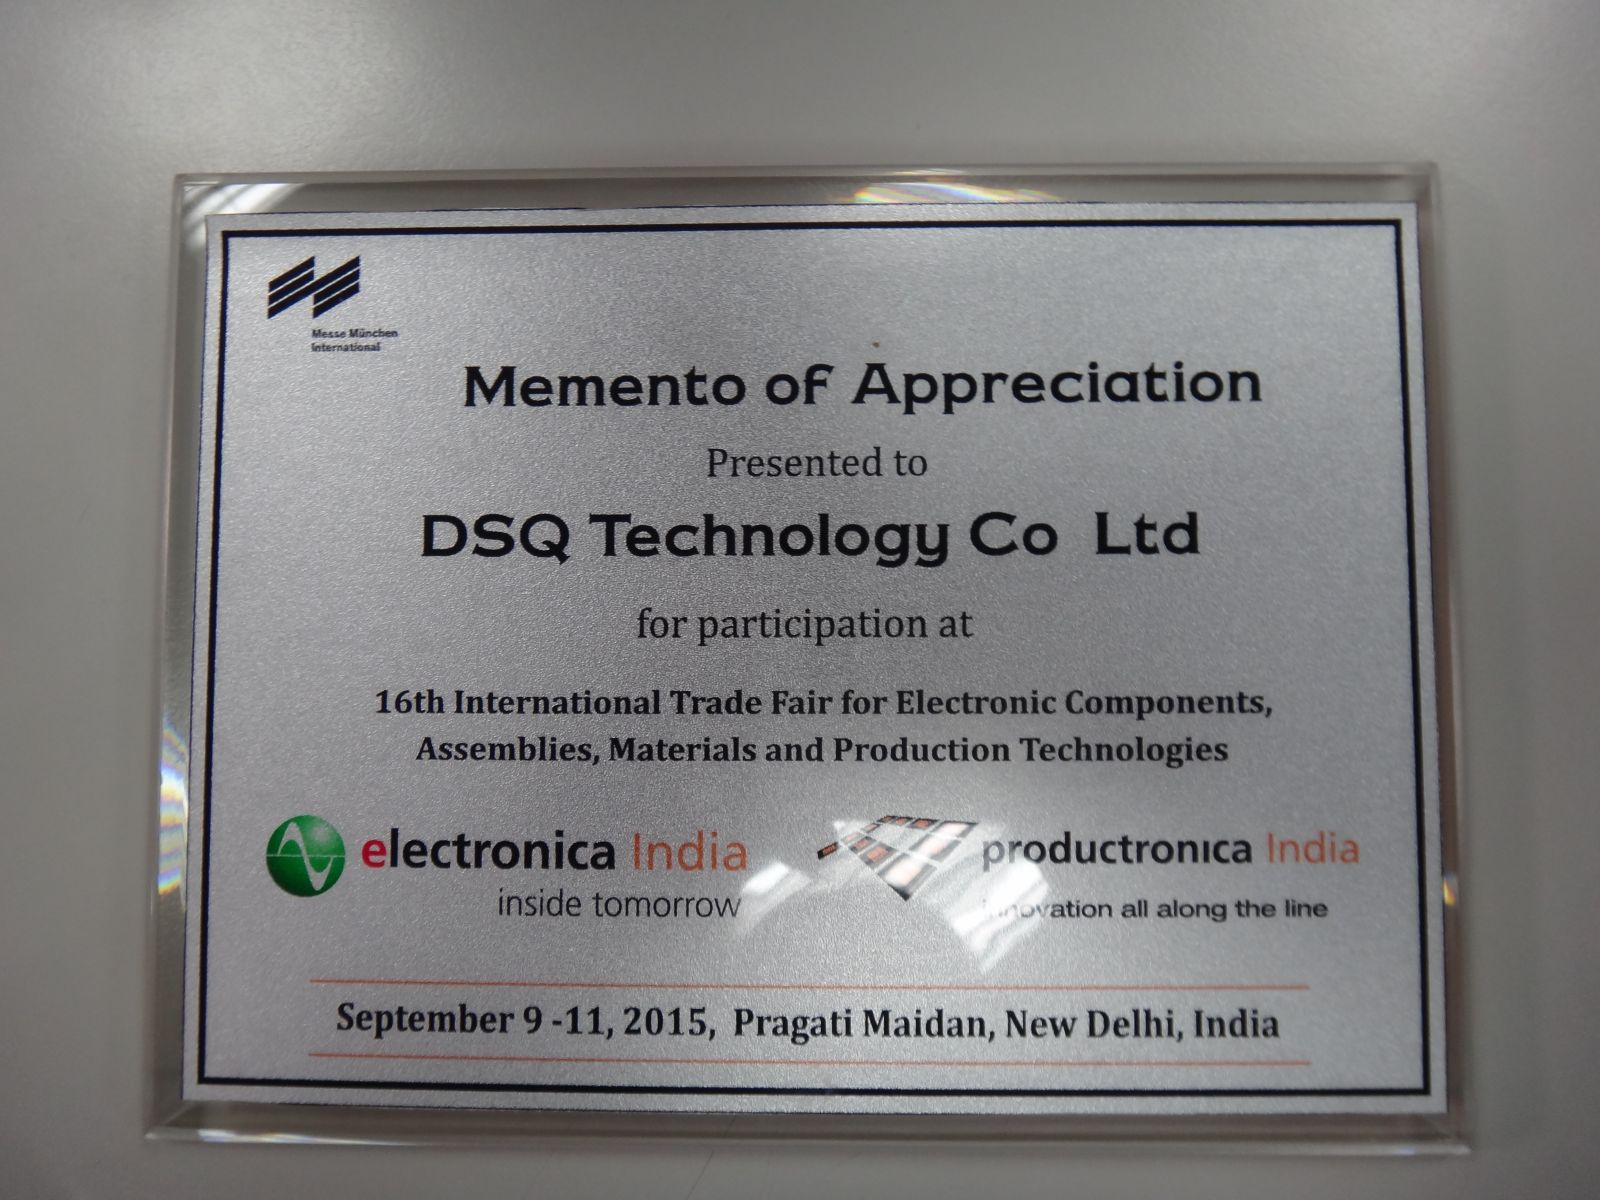 Messe München
International
Memento of Appreciation
Presented to
DSQ Technology Co Ltd
for participation at
16th International Trade Fair for Electronic Components,
Assemblies, Materials and Production Technologies
electronica India
inside tomorrow
productronica India
innovation all along the line
September 9 -11, 2015, Pragati Maidan, New Delhi, India